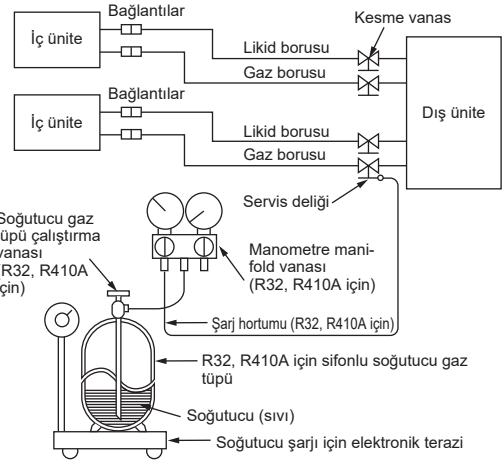 Bağlantılar
Kesme vanas
İç ünite
Likid borusu
Gaz borusu
Bağlantılar
Dış ünite
İç ünite
Likid borusu
Gaz borusu
Servis deliği
Soğutucu gaz
tüpü çalıştırma
vanası
(R32, R410A
için)
Manometre mani-
fold vanası
(R32, R410A için)
Şarj hortumu (R32, R410A için)
R32, R410A için sifonlu soğutucu gaz
tüpü
Soğutucu (sıvı)
Soğutucu şarjı için elektronik terazi